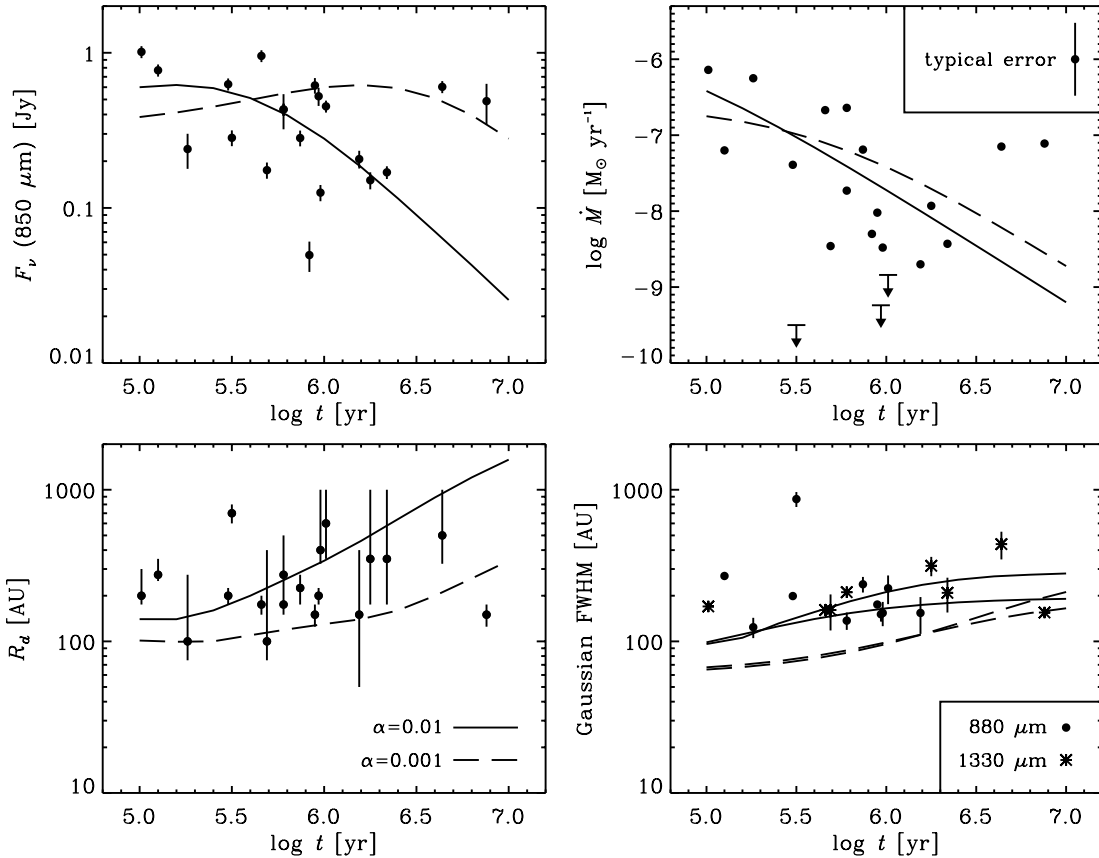 F_ν (850 μm) [Jy]
1
0.1
0.01
5.0 5.5 6.0 6.5 7.0
log t [yr]
log Ṁ [M⊙ yr⁻¹]
−6
−7
−8
−9
−10
typical error
5.0 5.5 6.0 6.5 7.0
log t [yr]
R_d [AU]
1000
100
10
α=0.01
α=0.001
5.0 5.5 6.0 6.5 7.0
log t [yr]
Gaussian FWHM [AU]
1000
100
10
880 μm
1330 μm
5.0 5.5 6.0 6.5 7.0
log t [yr]